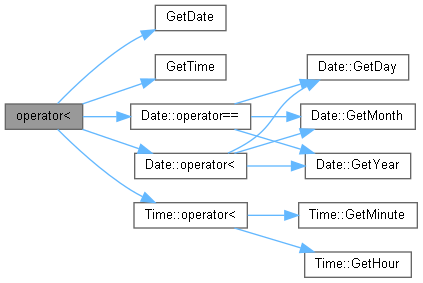 GetDate
GetTime
Date::GetDay
operator<
Date::operator==
Date::GetMonth
Date::operator<
Date::GetYear
Time::operator<
Time::GetMinute
Time::GetHour